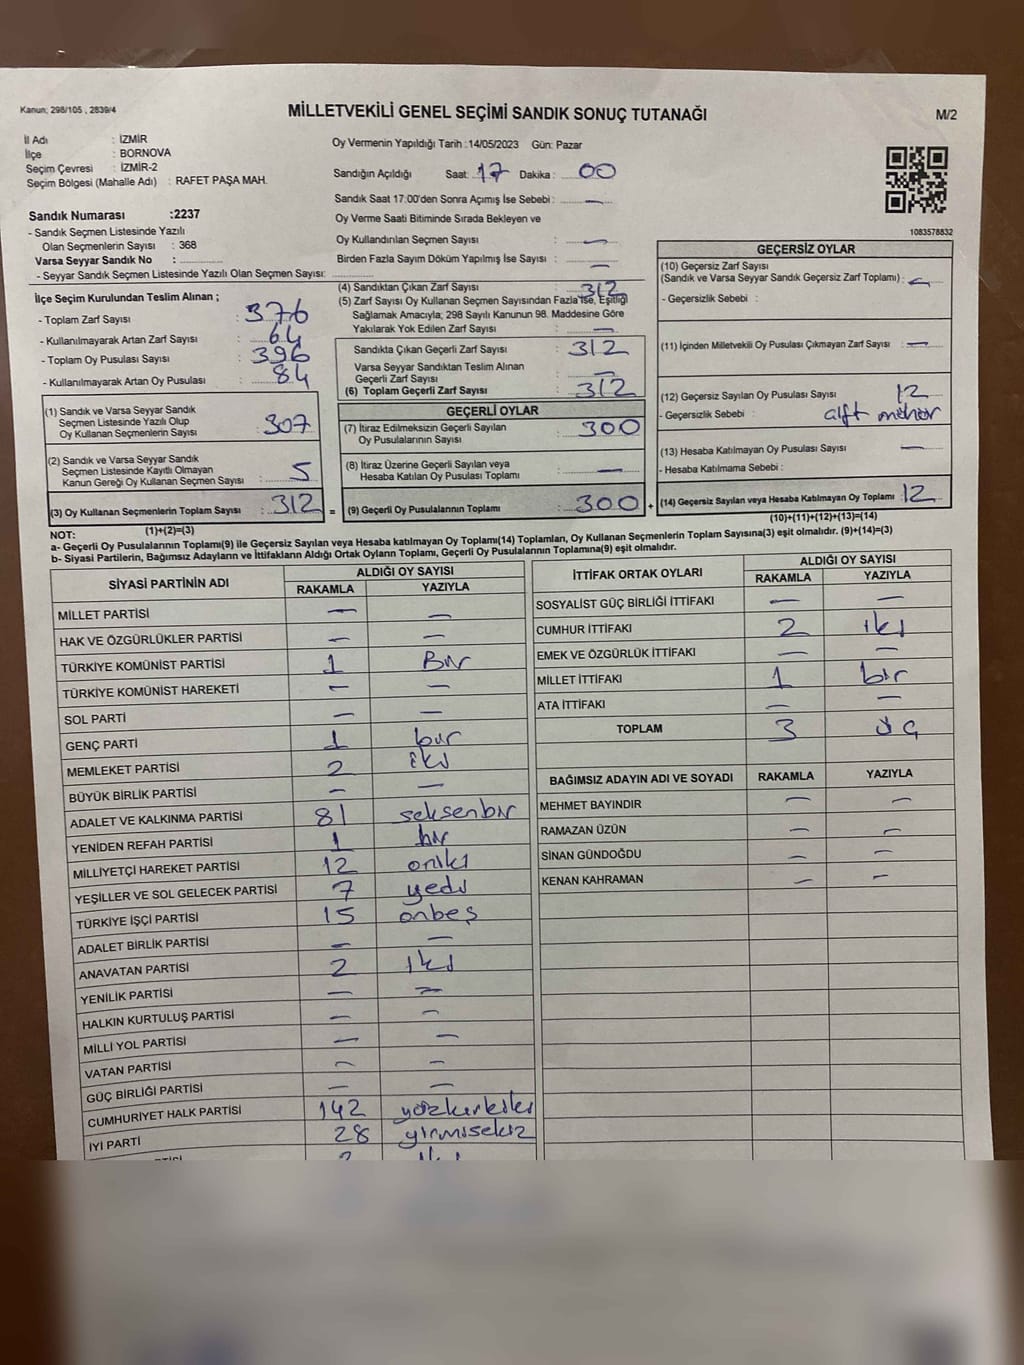 Kanun; 298/105 , 2839/4
MİLLETVEKİLİ GENEL SEÇİMİ SANDIK SONUÇ TUTANAĞI
M/2
İl Adı : İZMİR
İlçe : BORNOVA
Seçim Çevresi : İZMİR-2
Seçim Bölgesi (Mahalle Adı) : RAFET PAŞA MAH.
Sandık Numarası :2237
- Sandık Seçmen Listesinde Yazılı
Olan Seçmenlerin Sayısı : 368
Varsa Seyyar Sandık No :
- Seyyar Sandık Seçmen Listesinde Yazılı Olan Seçmen Sayısı:
Oy Vermenin Yapıldığı Tarih :14/05/2023 Gün: Pazar
Sandığın Açıldığı Saat: 17 Dakika : 00
Sandık Saat 17:00'den Sonra Açımış İse Sebebi : —
Oy Verme Saati Bitiminde Sırada Bekleyen ve
Oy Kullandırılan Seçmen Sayısı : —
Birden Fazla Sayım Döküm Yapılmış İse Sayısı : —
1083578832
İlçe Seçim Kurulundan Teslim Alınan ;
- Toplam Zarf Sayısı : 376
- Kullanılmayarak Artan Zarf Sayısı : 64
- Toplam Oy Pusulası Sayısı : 396
- Kullanılmayarak Artan Oy Pusulası : 84
(1) Sandık ve Varsa Seyyar Sandık
Seçmen Listesinde Yazılı Olup
Oy Kullanan Seçmenlerin Sayısı : 307
(2) Sandık ve Varsa Seyyar Sandık
Seçmen Listesinde Kayıtlı Olmayan
Kanun Gereği Oy Kullanan Seçmen Sayısı : 5
(3) Oy Kullanan Seçmenlerin Toplam Sayısı : 312 =
(1)+(2)=(3)
(4) Sandıktan Çıkan Zarf Sayısı : 312
(5) Zarf Sayısı Oy Kullanan Seçmen Sayısından Fazla İse, Eşitliği
Sağlamak Amacıyla; 298 Sayılı Kanunun 98. Maddesine Göre
Yakılarak Yok Edilen Zarf Sayısı : —
Sandıkta Çıkan Geçerli Zarf Sayısı : 312
Varsa Seyyar Sandıktan Teslim Alınan
Geçerli Zarf Sayısı : —
(6) Toplam Geçerli Zarf Sayısı : 312
GEÇERLİ OYLAR
(7) İtiraz Edilmeksizin Geçerli Sayılan
Oy Pusulalarının Sayısı : 300
(8) İtiraz Üzerine Geçerli Sayılan veya
Hesaba Katılan Oy Pusulası Toplamı : —
(9) Geçerli Oy Pusulalarının Toplamı : 300 +
GEÇERSİZ OYLAR
(10) Geçersiz Zarf Sayısı
(Sandık ve Varsa Seyyar Sandık Geçersiz Zarf Toplamı) : —
- Geçersizlik Sebebi :
(11) İçinden Milletvekili Oy Pusulası Çıkmayan Zarf Sayısı : —
(12) Geçersiz Sayılan Oy Pusulası Sayısı : 12
- Geçersizlik Sebebi :
(13) Hesaba Katılmayan Oy Pusulası Sayısı : —
- Hesaba Katılmama Sebebi :
(14) Geçersiz Sayılan veya Hesaba Katılmayan Oy Toplamı : 12
(10)+(11)+(12)+(13)=(14)
NOT:
a- Geçerli Oy Pusulalarının Toplamı(9) ile Geçersiz Sayılan veya Hesaba katılmayan Oy Toplamı(14) Toplamları, Oy Kullanan Seçmenlerin Toplam Sayısına(3) eşit olmalıdır. (9)+(14)=(3)
b- Siyasi Partilerin, Bağımsız Adayların ve İttifakların Aldığı Ortak Oyların Toplamı, Geçerli Oy Pusulalarının Toplamına(9) eşit olmalıdır.
SİYASİ PARTİNİN ADI ALDIĞI OY SAYISI
RAKAMLA YAZIYLA
MİLLET PARTİSİ — —
HAK VE ÖZGÜRLÜKLER PARTİSİ — —
TÜRKİYE KOMÜNİST PARTİSİ 1 Bir
TÜRKİYE KOMÜNİST HAREKETİ — —
SOL PARTİ — —
GENÇ PARTİ 1 bir
MEMLEKET PARTİSİ 2 iki
BÜYÜK BİRLİK PARTİSİ — —
ADALET VE KALKINMA PARTİSİ 81 seksenbir
YENİDEN REFAH PARTİSİ 1 bir
MİLLİYETÇİ HAREKET PARTİSİ 12 oniki
YEŞİLLER VE SOL GELECEK PARTİSİ 7 yedi
TÜRKİYE İŞÇİ PARTİSİ 15 onbeş
ADALET BİRLİK PARTİSİ — —
ANAVATAN PARTİSİ 2 iki
YENİLİK PARTİSİ — —
HALKIN KURTULUŞ PARTİSİ — —
MİLLİ YOL PARTİSİ — —
VATAN PARTİSİ — —
GÜÇ BİRLİĞİ PARTİSİ — —
CUMHURİYET HALK PARTİSİ 142 yüzkırkiki
İYİ PARTİ 28 yirmisekiz
İTTİFAK ORTAK OYLARI ALDIĞI OY SAYISI
RAKAMLA YAZIYLA
SOSYALİST GÜÇ BİRLİĞİ İTTİFAKI — —
CUMHUR İTTİFAKI 2 iki
EMEK VE ÖZGÜRLÜK İTTİFAKI — —
MİLLET İTTİFAKI 1 bir
ATA İTTİFAKI — —
TOPLAM 3 üç
BAĞIMSIZ ADAYIN ADI VE SOYADI RAKAMLA YAZIYLA
MEHMET BAYINDIR — —
RAMAZAN ÜZÜN — —
SİNAN GÜNDOĞDU — —
KENAN KAHRAMAN — —